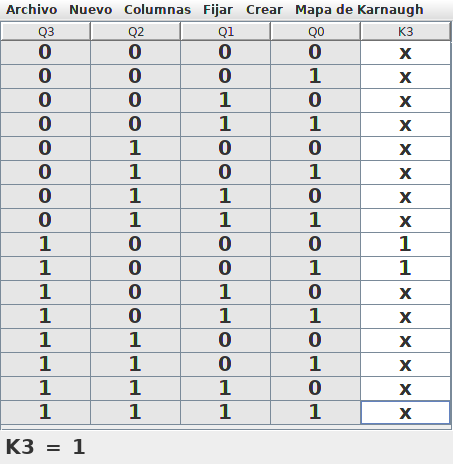 Archivo Nuevo Columnas Fijar Crear Mapa de Karnaugh
Q3 Q2 Q1 Q0 K3
0 0 0 0 x
0 0 0 1 x
0 0 1 0 x
0 0 1 1 x
0 1 0 0 x
0 1 0 1 x
0 1 1 0 x
0 1 1 1 x
1 0 0 0 1
1 0 0 1 1
1 0 1 0 x
1 0 1 1 x
1 1 0 0 x
1 1 0 1 x
1 1 1 0 x
1 1 1 1 x
K3 = 1